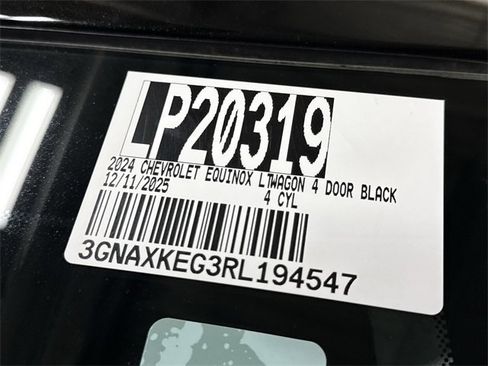 LP20319
2024 CHEVROLET EQUINOX LTWAGON 4 DOOR BLACK
12/11/2025 4 CYL
3GNAXKEG3RL194547